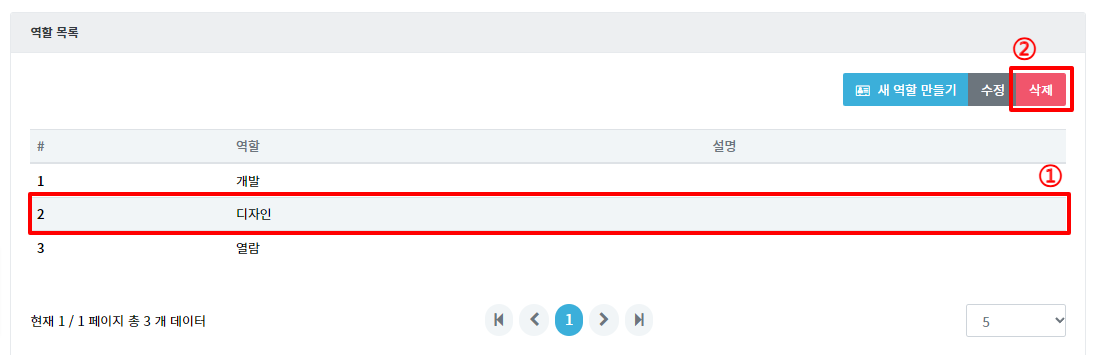 역할 목록
②
새 역할 만들기 수정 삭제
# 역할 설명
①
1 개발
2 디자인
3 열람
현재 1 / 1 페이지 총 3 개 데이터 1 5